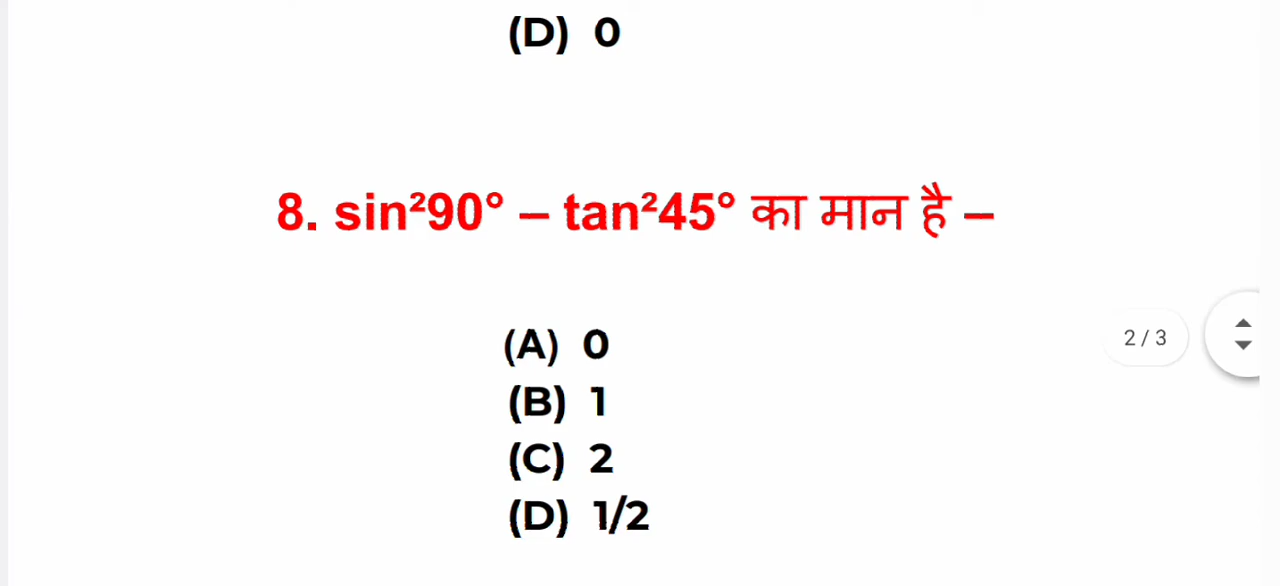 (D) 0
8. sin²90° – tan²45° का मान है –
(A) 0
2 / 3
(B) 1
(C) 2
(D) 1/2